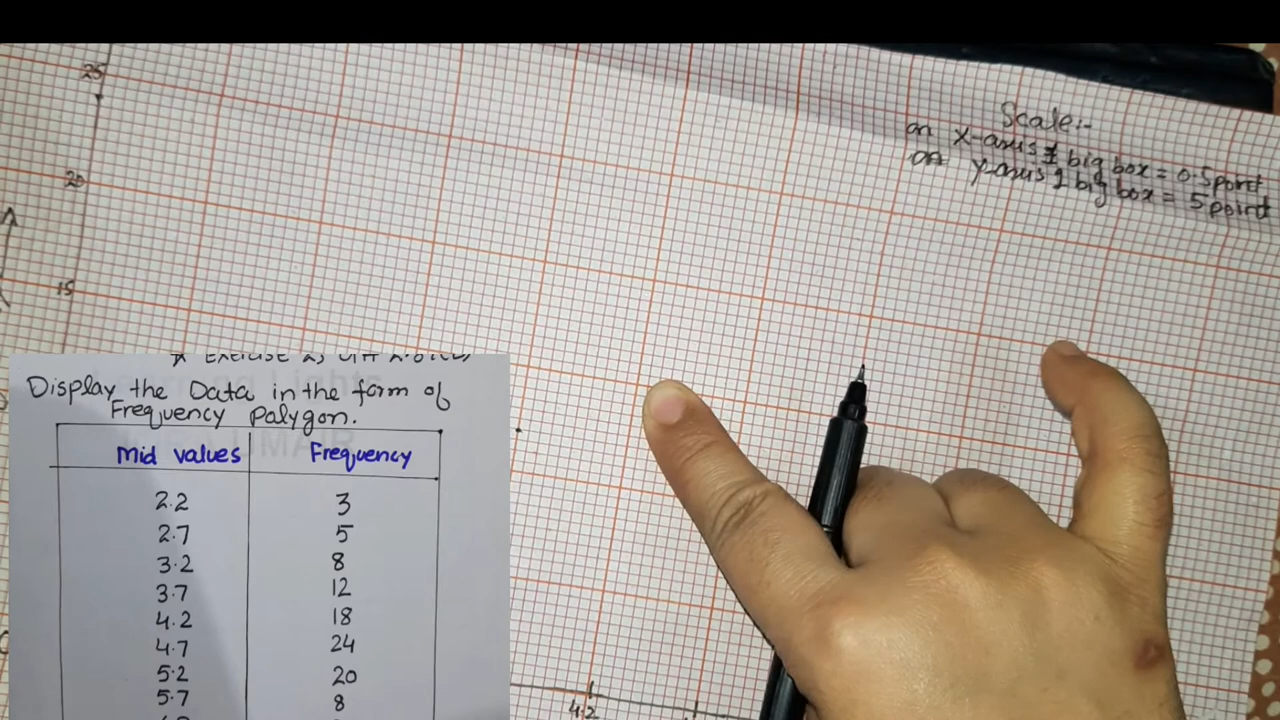 25
20
15
Scale:-
on x-axis 1 big box = 0.5 point
on y-axis 1 big box = 5 point
Display the Data in the form of
Frequency Polygon.
Mid values Frequency
2.2 3
2.7 5
3.2 8
3.7 12
4.2 18
4.7 24
5.2 20
5.7 8
4.2